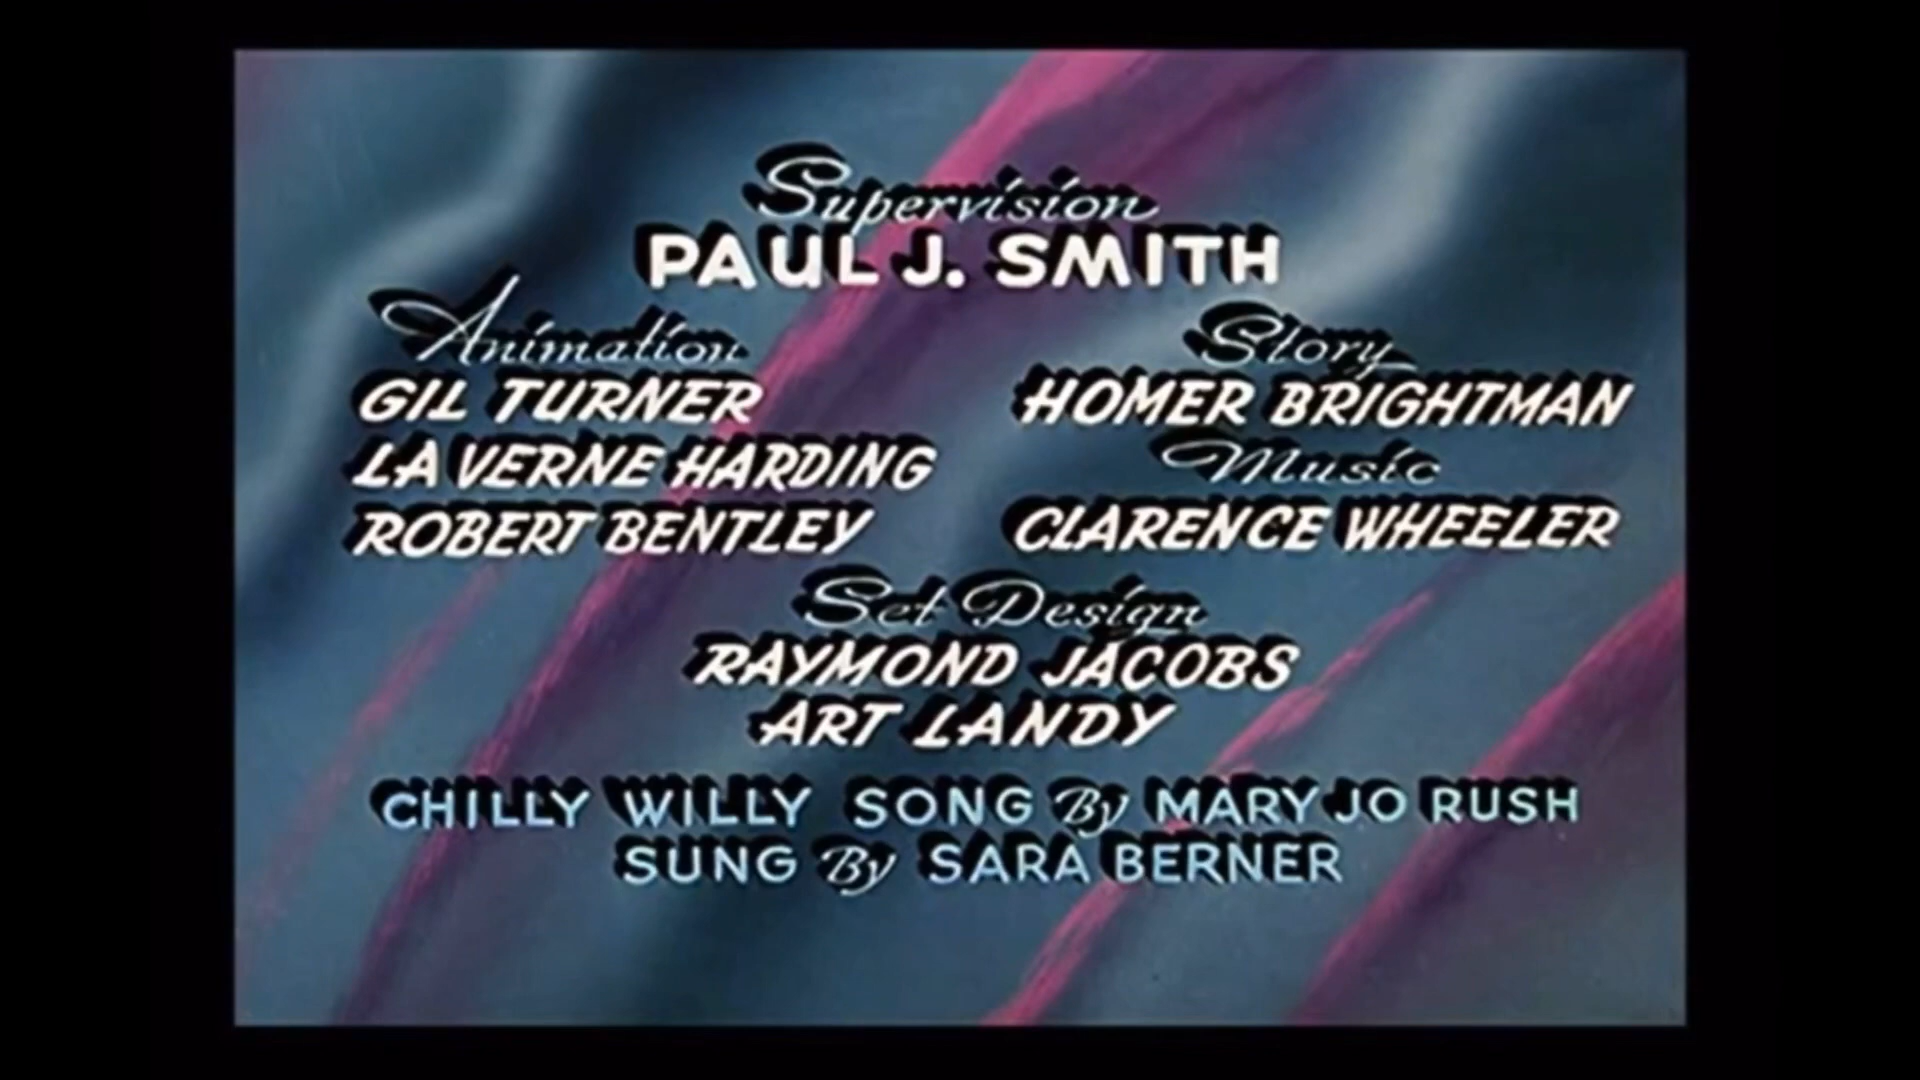 Supervision
PAUL J. SMITH
Animation
GIL TURNER
LA VERNE HARDING
ROBERT BENTLEY
Story
HOMER BRIGHTMAN
Music
CLARENCE WHEELER
Set Design
RAYMOND JACOBS
ART LANDY
CHILLY WILLY SONG By MARY JO RUSH
SUNG By SARA BERNER